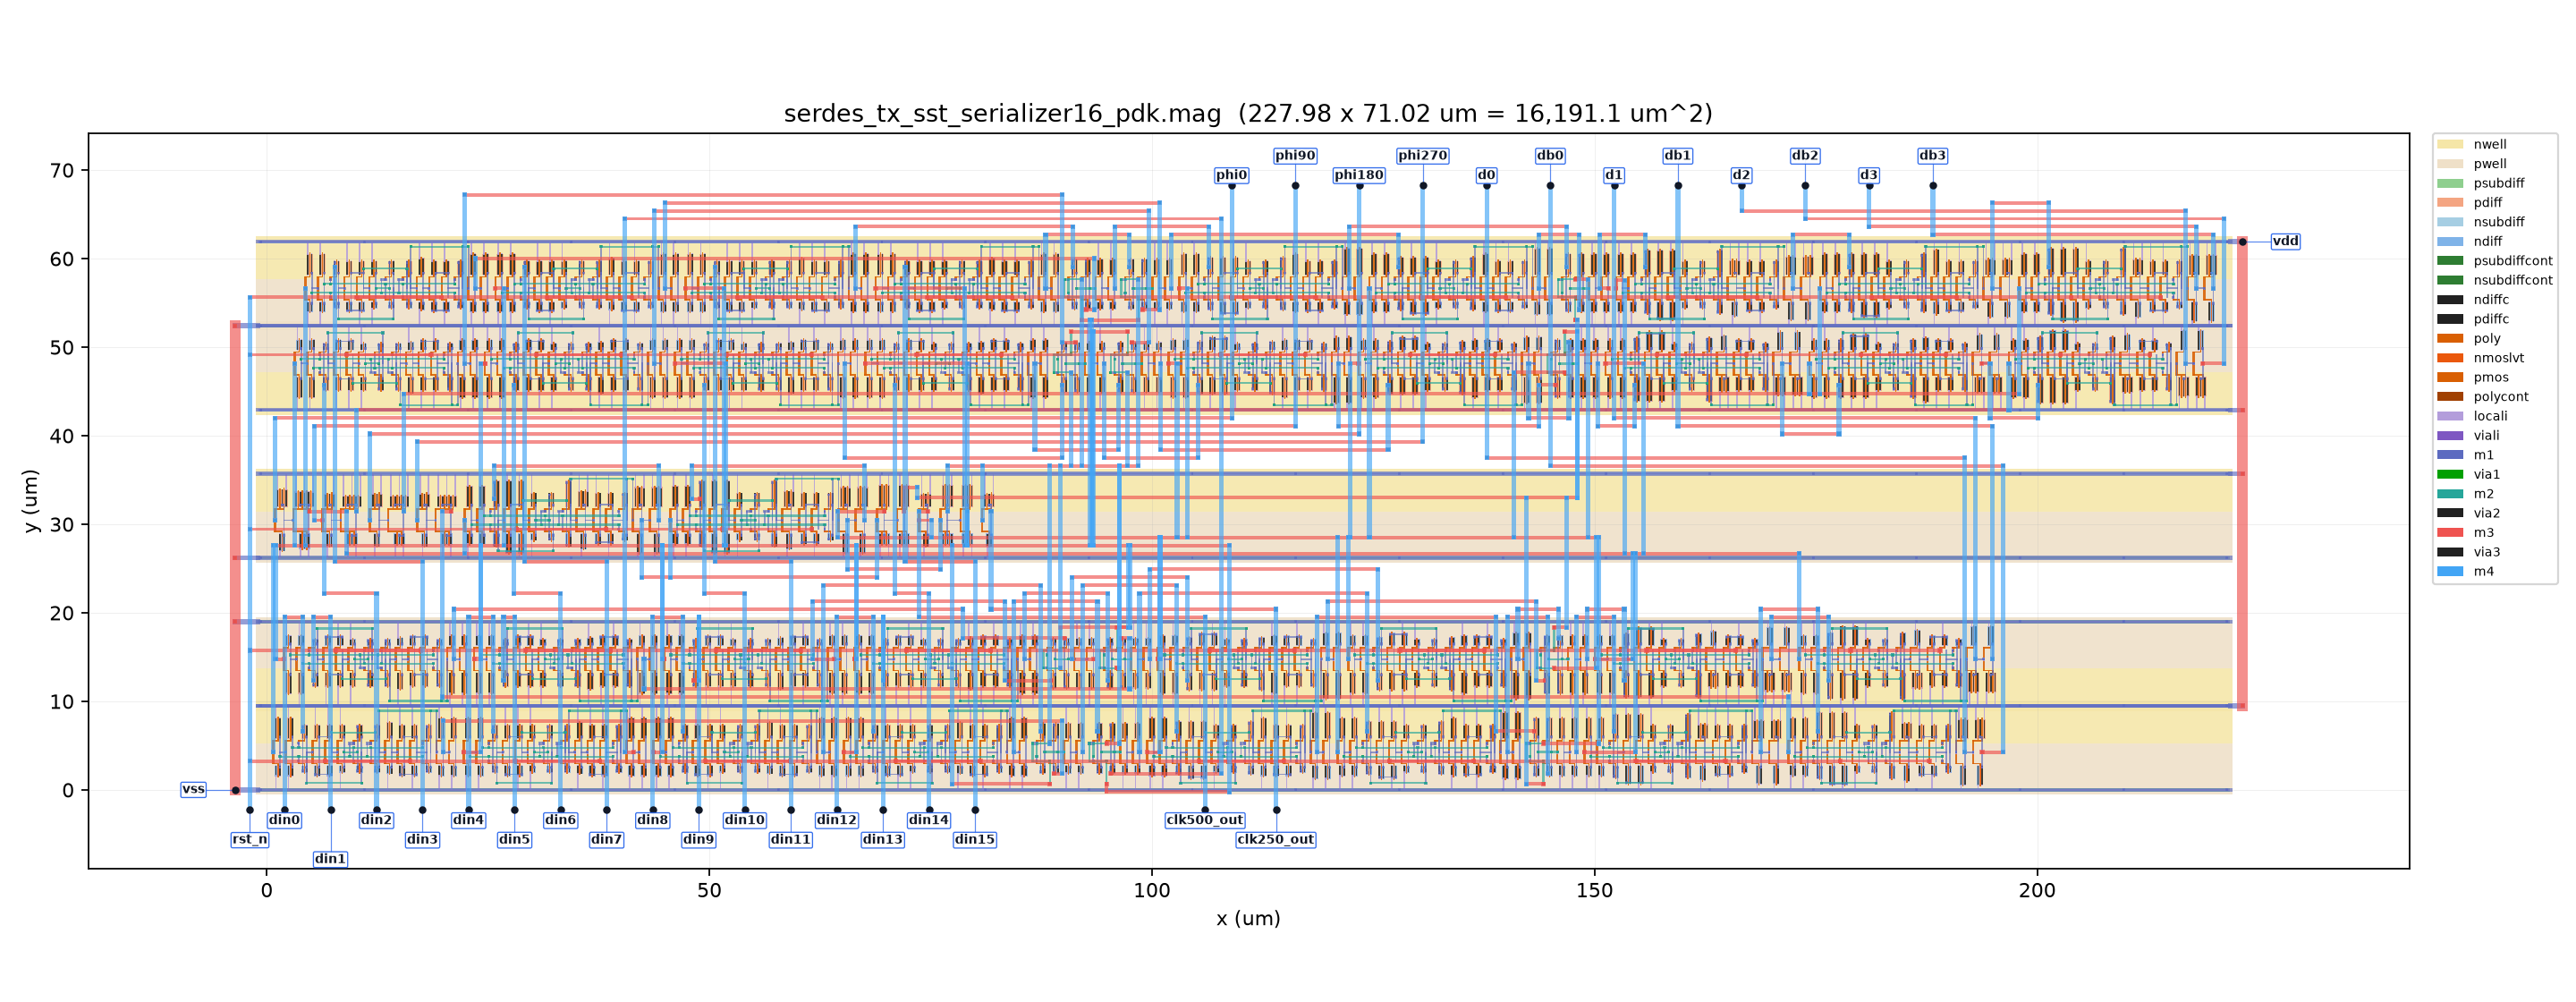 serdes_tx_sst_serializer16_pdk.mag (227.98 x 71.02 um = 16,191.1 um^2)
phi90 phi270 db0 db1 db2 db3
phi0 phi180 d0 d1 d2 d3
vdd
vss
din0 din2 din4 din6 din8 din10 din12 din14 clk500_out
rst_n din3 din5 din7 din9 din11 din13 din15 clk250_out
din1
70
60
50
40
30
20
10
0
y (um)
0 50 100 150 200
x (um)
nwell
pwell
psubdiff
pdiff
nsubdiff
ndiff
psubdiffcont
nsubdiffcont
ndiffc
pdiffc
poly
nmoslvt
pmos
polycont
locali
viali
m1
via1
m2
via2
m3
via3
m4